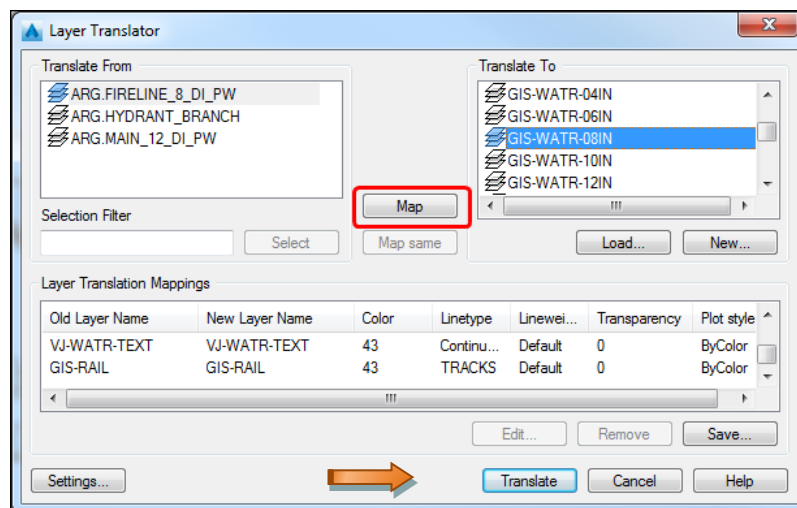 Layer Translator
Translate From
ARG.FIRELINE_8_DI_PW
ARG.HYDRANT_BRANCH
ARG.MAIN_12_DI_PW
Selection Filter
Select
Map
Map same
Translate To
GIS-WATR-04IN
GIS-WATR-06IN
GIS-WATR-08IN
GIS-WATR-10IN
GIS-WATR-12IN
Load...
New...
Layer Translation Mappings
Old Layer Name New Layer Name Color Linetype Linewei... Transparency Plot style
VJ-WATR-TEXT VJ-WATR-TEXT 43 Continu... Default 0 ByColor
GIS-RAIL GIS-RAIL 43 TRACKS Default 0 ByColor
Edit... Remove Save...
Settings... Translate Cancel Help